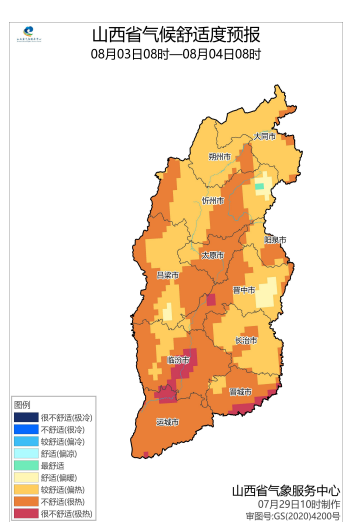 山西省气候舒适度预报
08月03日08时—08月04日08时
大同市
朔州市
忻州市
阳泉市
太原市
吕梁市
晋中市
长治市
临汾市
晋城市
运城市
图例
很不舒适(极冷)
不舒适(很冷)
较舒适(偏冷)
舒适(偏凉)
最舒适
舒适(偏暖)
较舒适(偏热)
不舒适(很热)
很不舒适(极热)
山西省气象服务中心
07月29日10时制作
审图号:GS(2020)4200号